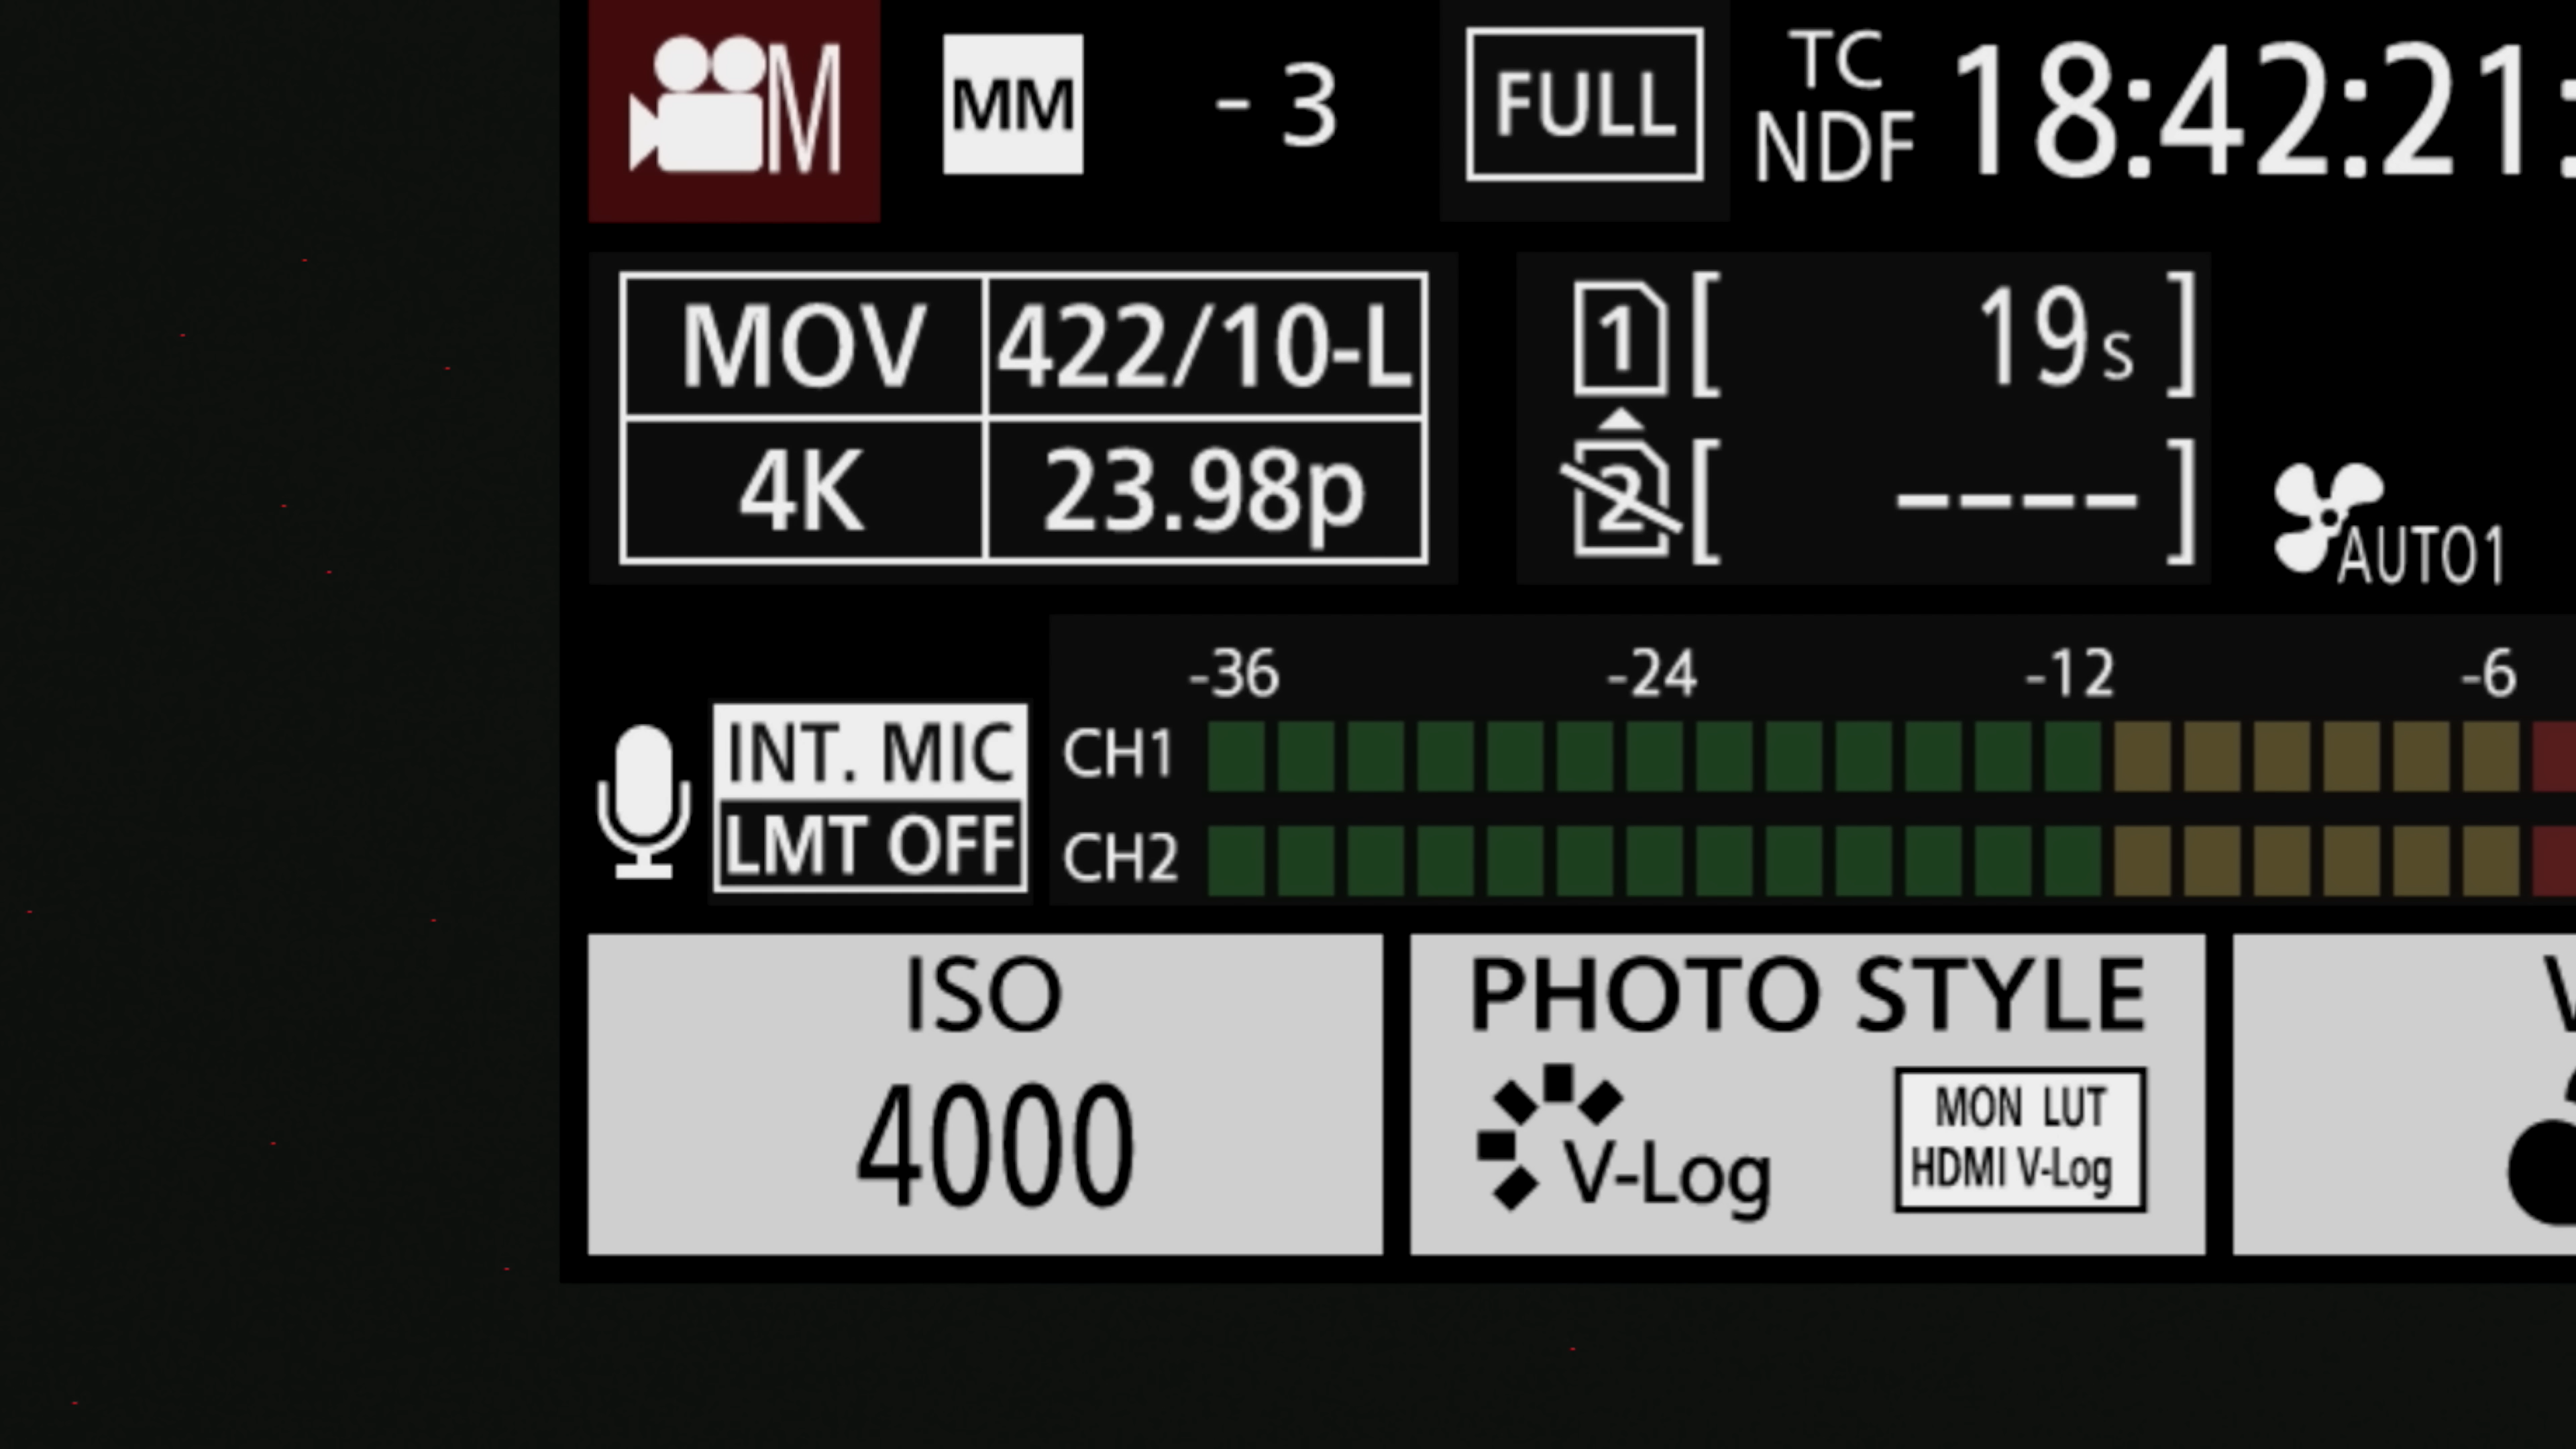 M MM - 3 FULL TC NDF 18:42:21:
MOV 422/10-L 1 [ 19s ]
4K 23.98p 2 [ ---- ] AUTO1
-36 -24 -12 -6
INT. MIC CH1
LMT OFF CH2
ISO PHOTO STYLE
4000 V-Log MON LUT
HDMI V-Log